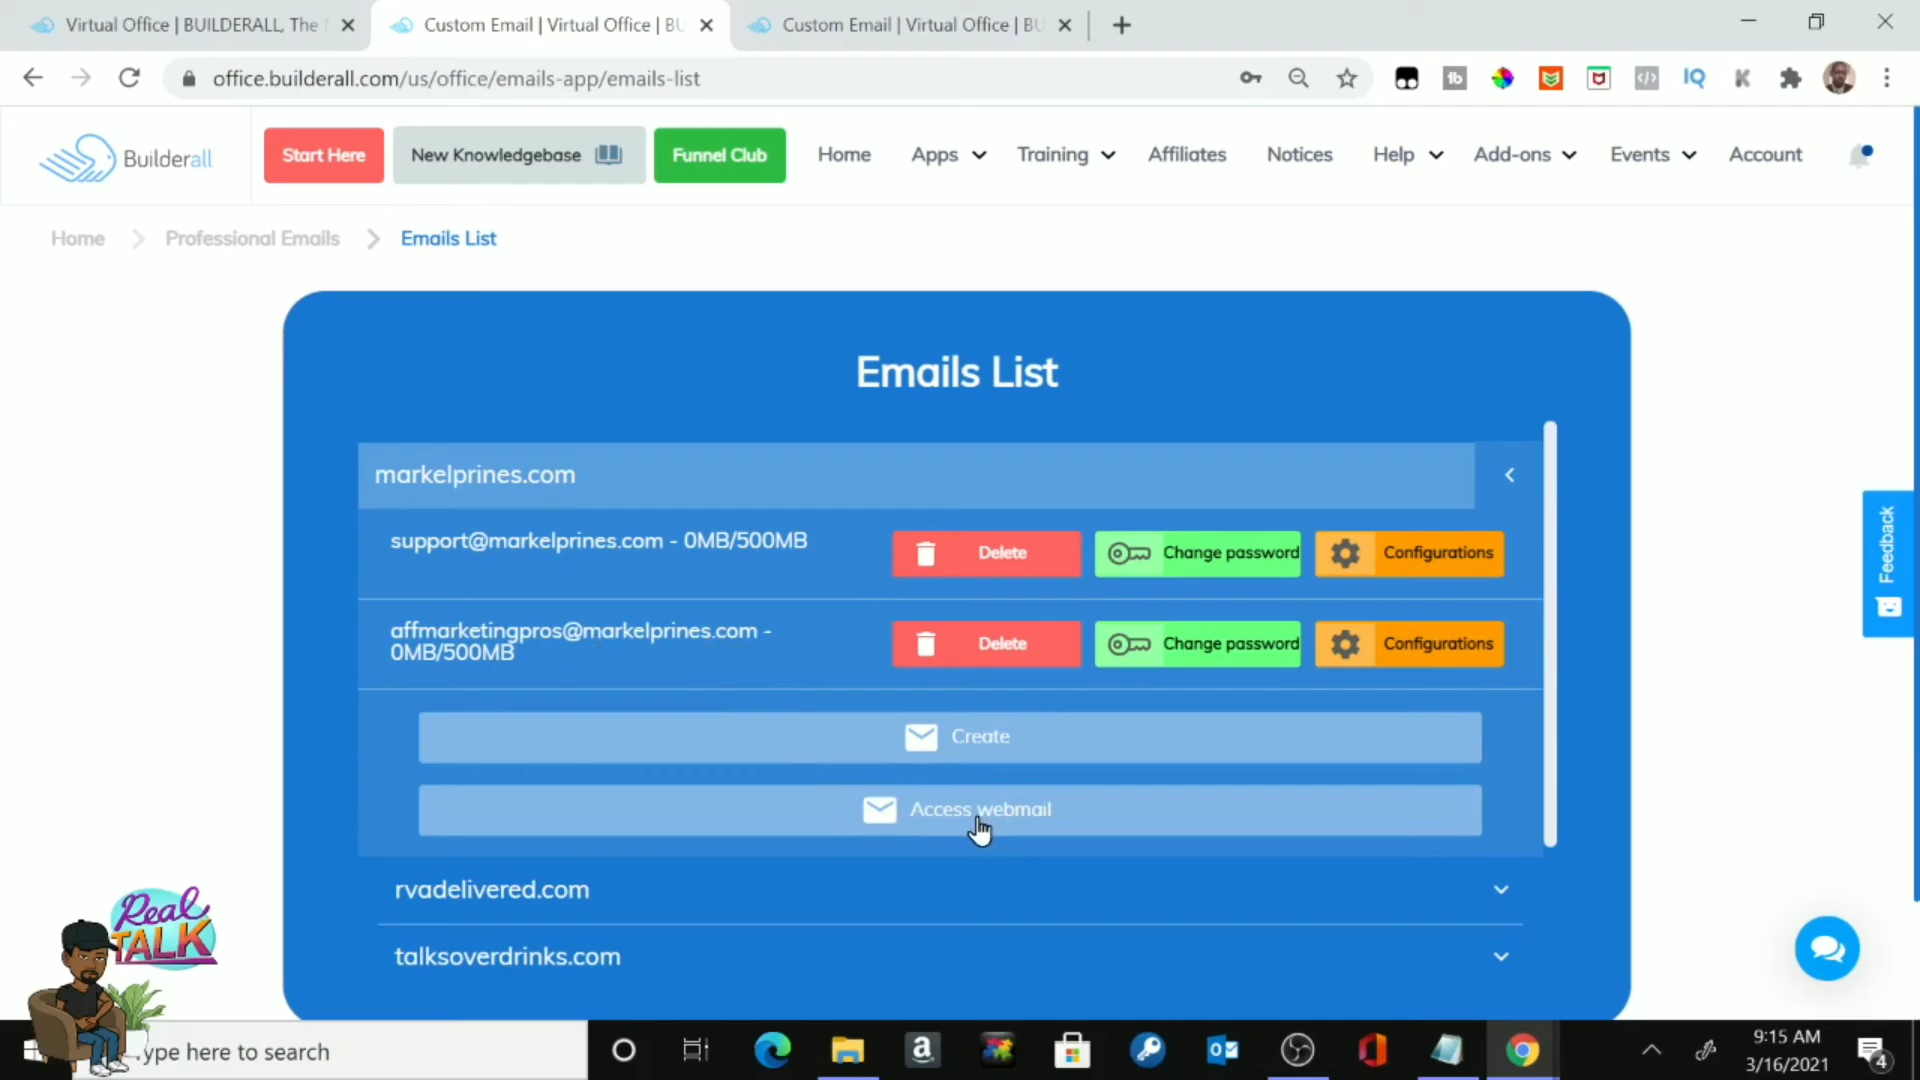 Virtual Office | BUILDERALL, The
Custom Email | Virtual Office | BU
Custom Email | Virtual Office | BU
office.builderall.com/us/office/emails-app/emails-list
Builderall
Start Here
New Knowledgebase
Funnel Club
Home
Apps
Training
Affiliates
Notices
Help
Add-ons
Events
Account
Home
Professional Emails
Emails List
Emails List
markelprines.com
support@markelprines.com - 0MB/500MB
Delete
Change password
Configurations
affmarketingpros@markelprines.com -
0MB/500MB
Delete
Change password
Configurations
Create
Access webmail
rvadelivered.com
talksoverdrinks.com
Feedback
Real
TALK
ype here to search
9:15 AM
3/16/2021
4